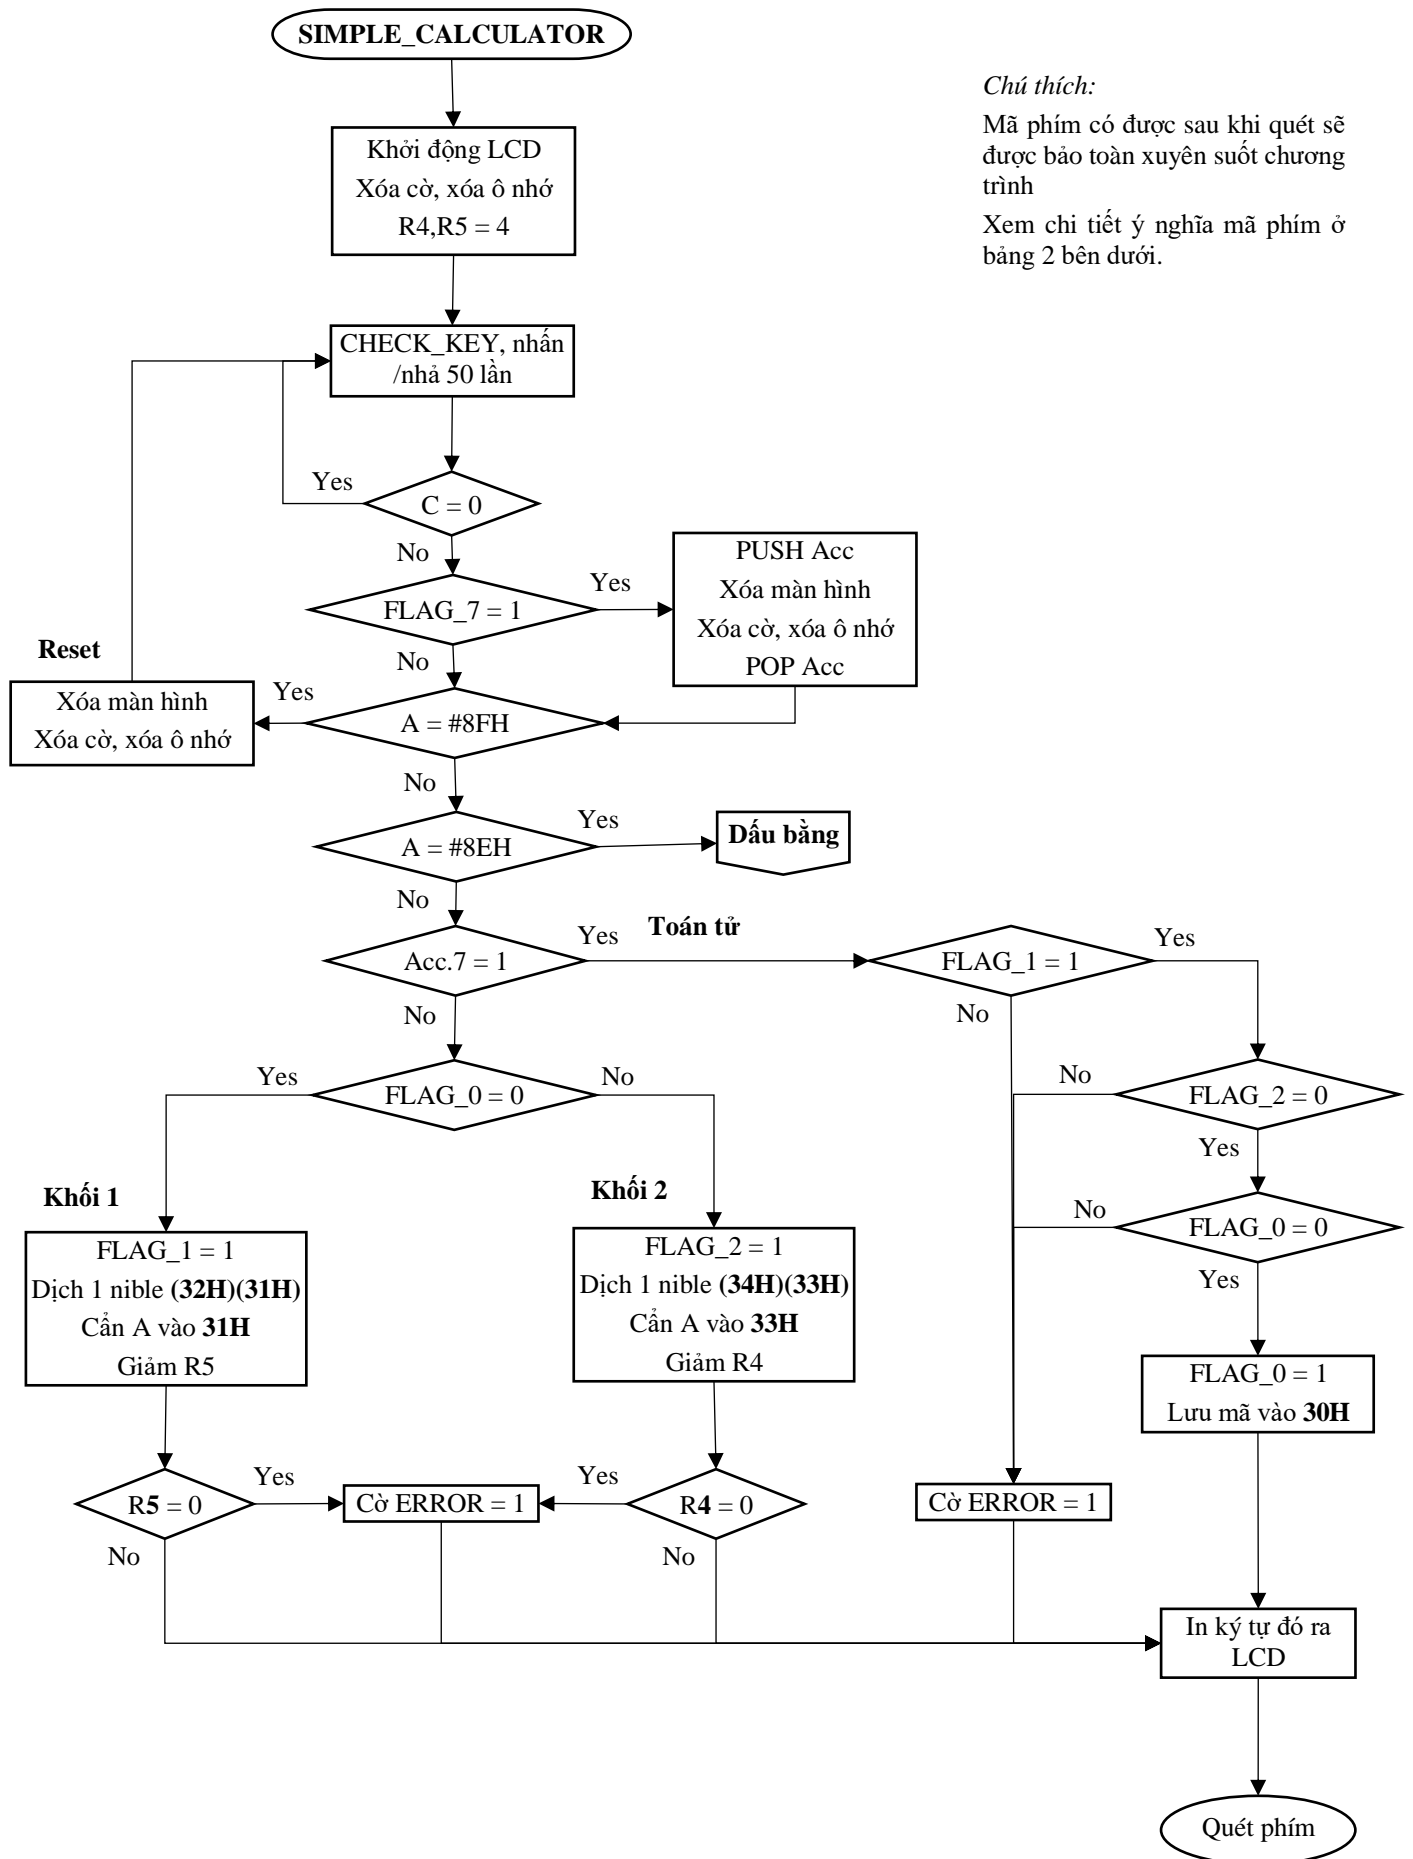 SIMPLE_CALCULATOR
Chú thích:
Mã phím có được sau khi quét sẽ
được bảo toàn xuyên suốt chương
trình
Xem chi tiết ý nghĩa mã phím ở
bảng 2 bên dưới.
Khởi động LCD
Xóa cờ, xóa ô nhớ
R4,R5 = 4
CHECK_KEY, nhấn
/nhả 50 lần
Yes
C = 0
No
PUSH Acc
Xóa màn hình
Xóa cờ, xóa ô nhớ
POP Acc
Yes
FLAG_7 = 1
No
Reset
Xóa màn hình
Xóa cờ, xóa ô nhớ
Yes
A = #8FH
No
A = #8EH
Yes
Dấu bằng
No
Acc.7 = 1
Yes
Toán tử
FLAG_1 = 1
Yes
No
No
Yes
FLAG_0 = 0
No
No
FLAG_2 = 0
Yes
Khối 1
Khối 2
No
FLAG_0 = 0
Yes
FLAG_1 = 1
Dịch 1 nible (32H)(31H)
Cẩn A vào 31H
Giảm R5
FLAG_2 = 1
Dịch 1 nible (34H)(33H)
Cẩn A vào 33H
Giảm R4
FLAG_0 = 1
Lưu mã vào 30H
R5 = 0
Yes
Cờ ERROR = 1
Yes
R4 = 0
Cờ ERROR = 1
No
No
In ký tự đó ra
LCD
Quét phím